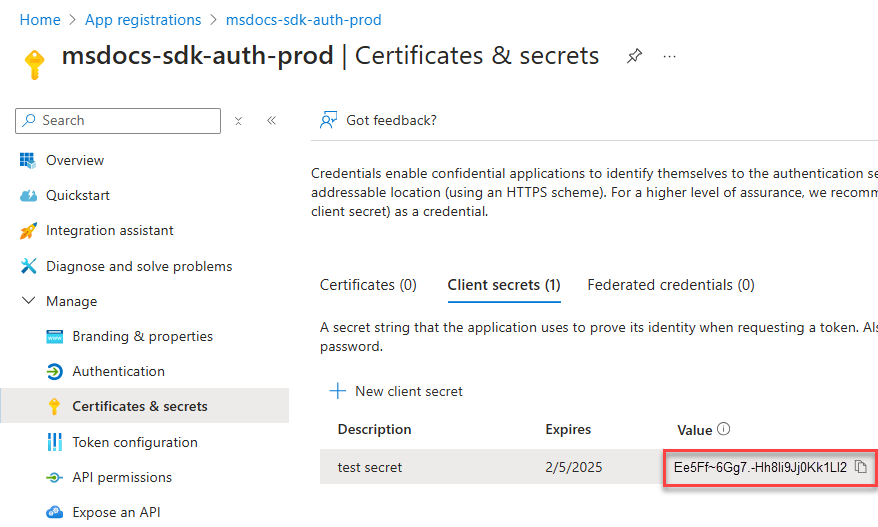 Home > App registrations > msdocs-sdk-auth-prod
msdocs-sdk-auth-prod | Certificates & secrets
Search
Got feedback?
Overview
Quickstart
Integration assistant
Diagnose and solve problems
Manage
Branding & properties
Authentication
Certificates & secrets
Token configuration
API permissions
Expose an API
Credentials enable confidential applications to identify themselves to the authentication se
addressable location (using an HTTPS scheme). For a higher level of assurance, we recomm
client secret) as a credential.
Certificates (0) Client secrets (1) Federated credentials (0)
A secret string that the application uses to prove its identity when requesting a token. Als
password.
New client secret
Description Expires Value
test secret 2/5/2025 Ee5Ff~6Gg7.-Hh8Ii9Jj0Kk1Ll2